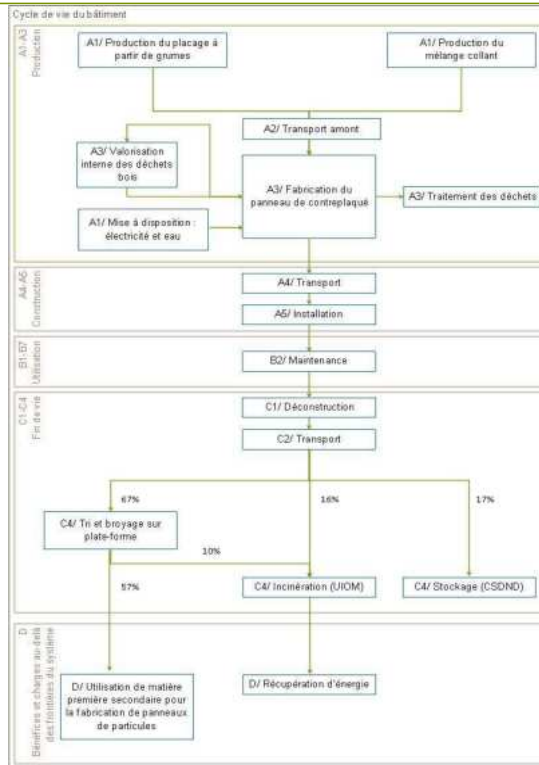 Cycle de vie du bâtiment
A1-A3
Production
A1/ Production du placage à
partir de grumes
A1/ Production du
mélange collant
A2/ Transport amont
A3/ Valorisation
interne des déchets
bois
A3/ Fabrication du
panneau de contreplaqué
A3/ Traitement des déchets
A1/ Mise à disposition :
électricité et eau
A4-A5
Construction
A4/ Transport
A5/ Installation
B1-B7
Utilisation
B2/ Maintenance
C1-C4
Fin de vie
C1/ Déconstruction
C2/ Transport
67%
16%
17%
C4/ Tri et broyage sur
plate-forme
10%
57%
C4/ Incinération (UIOM)
C4/ Stockage (CSDND)
D
Bénéfices et charges au-delà
des frontières du système
D/ Utilisation de matière
première secondaire pour
la fabrication de panneaux
de particules
D/ Récupération d'énergie